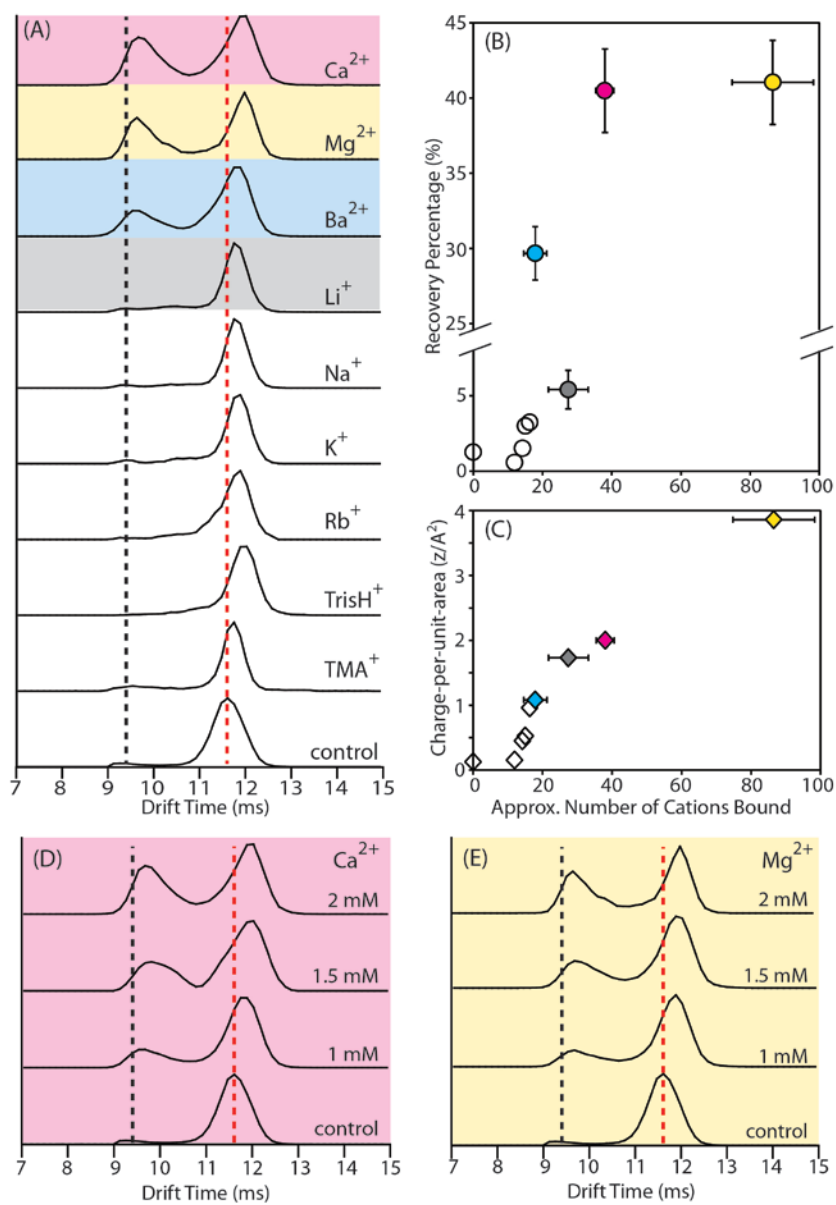 (A)
Ca2+
Mg2+
Ba2+
Li+
Na+
K+
Rb+
TrisH+
TMA+
control
7 8 9 10 11 12 13 14 15
Drift Time (ms)
(B)
Recovery Percentage (%)
45
40
35
30
25
5
0
0 20 40 60 80 100
(C)
Charge-per-unit-area (z/A2)
4
3
2
1
0
0 20 40 60 80 100
Approx. Number of Cations Bound
(D)
Ca2+
2 mM
1.5 mM
1 mM
control
7 8 9 10 11 12 13 14 15
Drift Time (ms)
(E)
Mg2+
2 mM
1.5 mM
1 mM
control
7 8 9 10 11 12 13 14 15
Drift Time (ms)